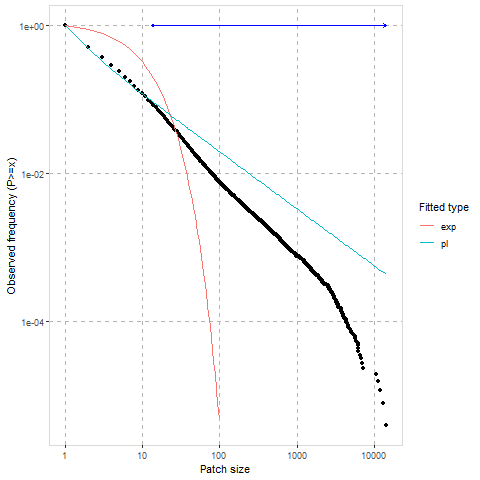 1e+00
1e-02
1e-04
Observed frequency (P>=x)
1
10
100
1000
10000
Patch size
Fitted type
exp
pl